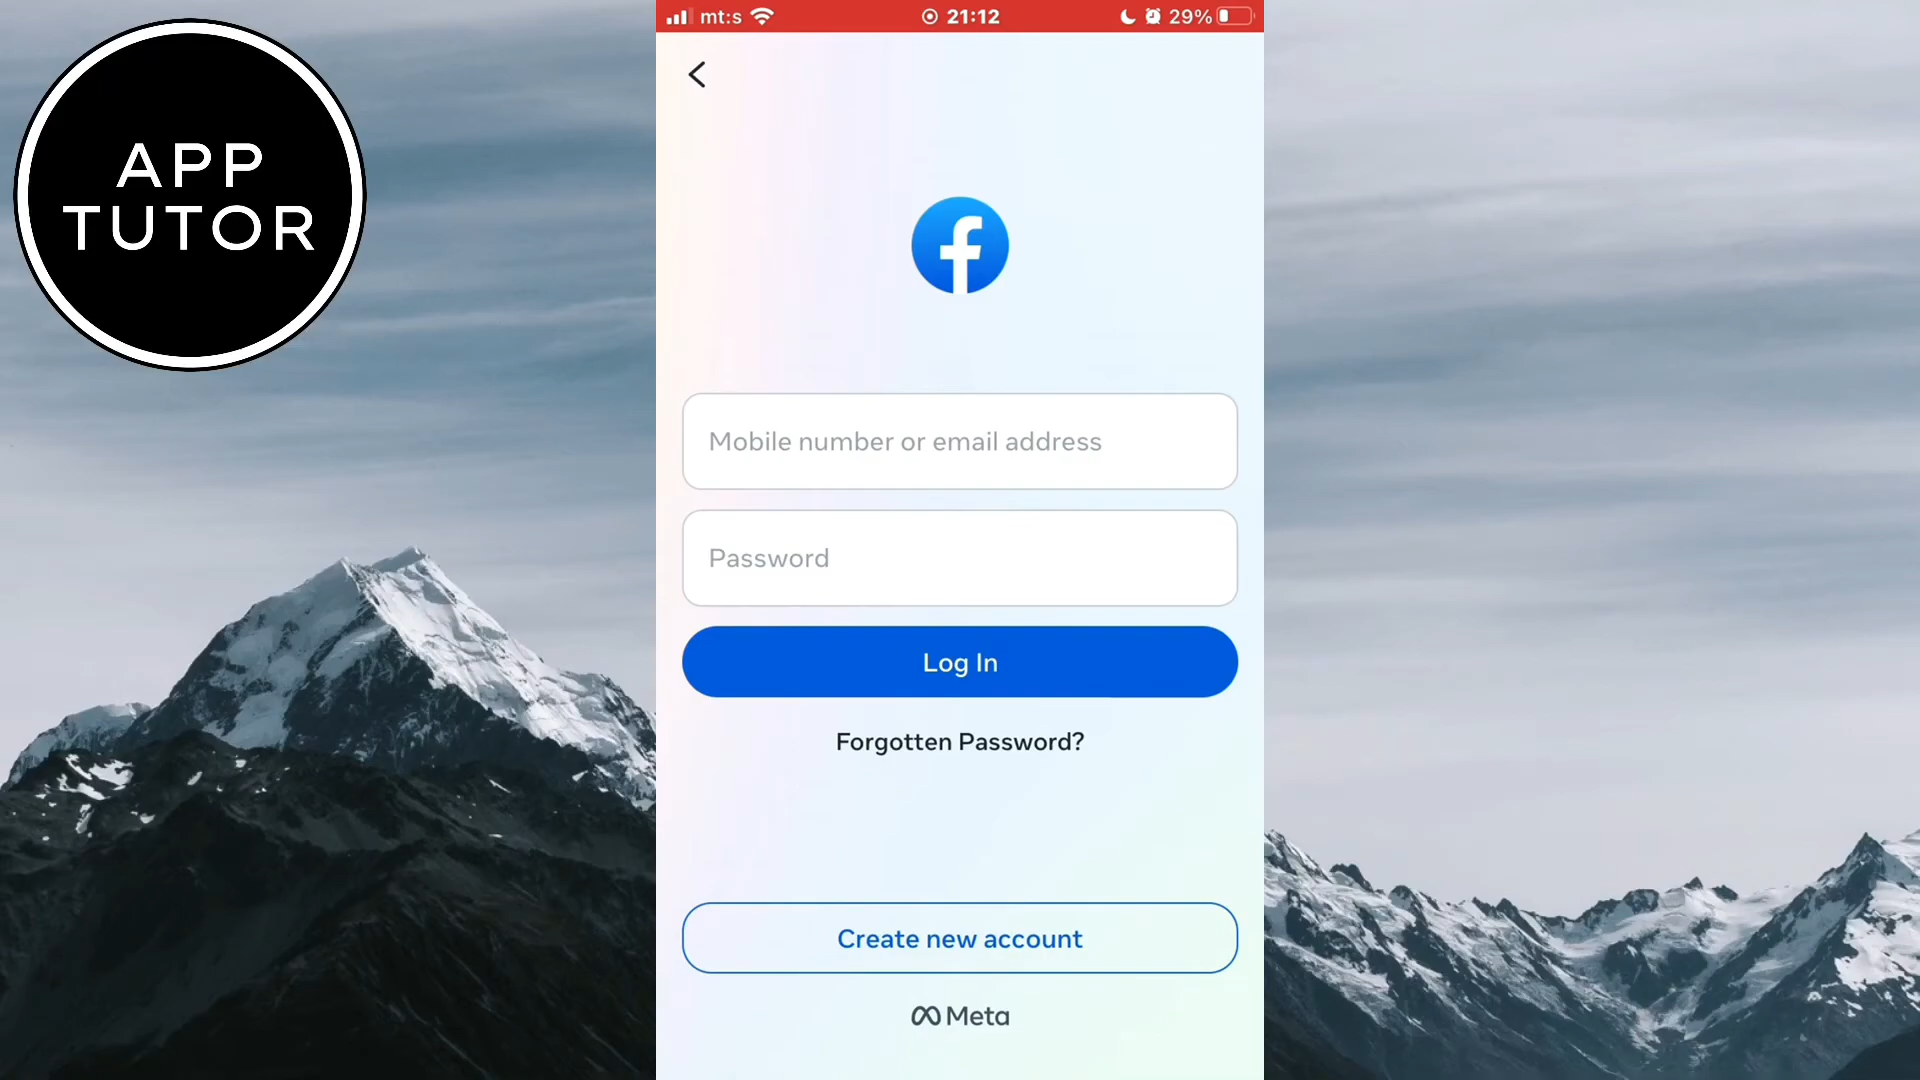 APP
TUTOR
mt:s 21:12 29%
Mobile number or email address
Password
Log In
Forgotten Password?
Create new account
Meta